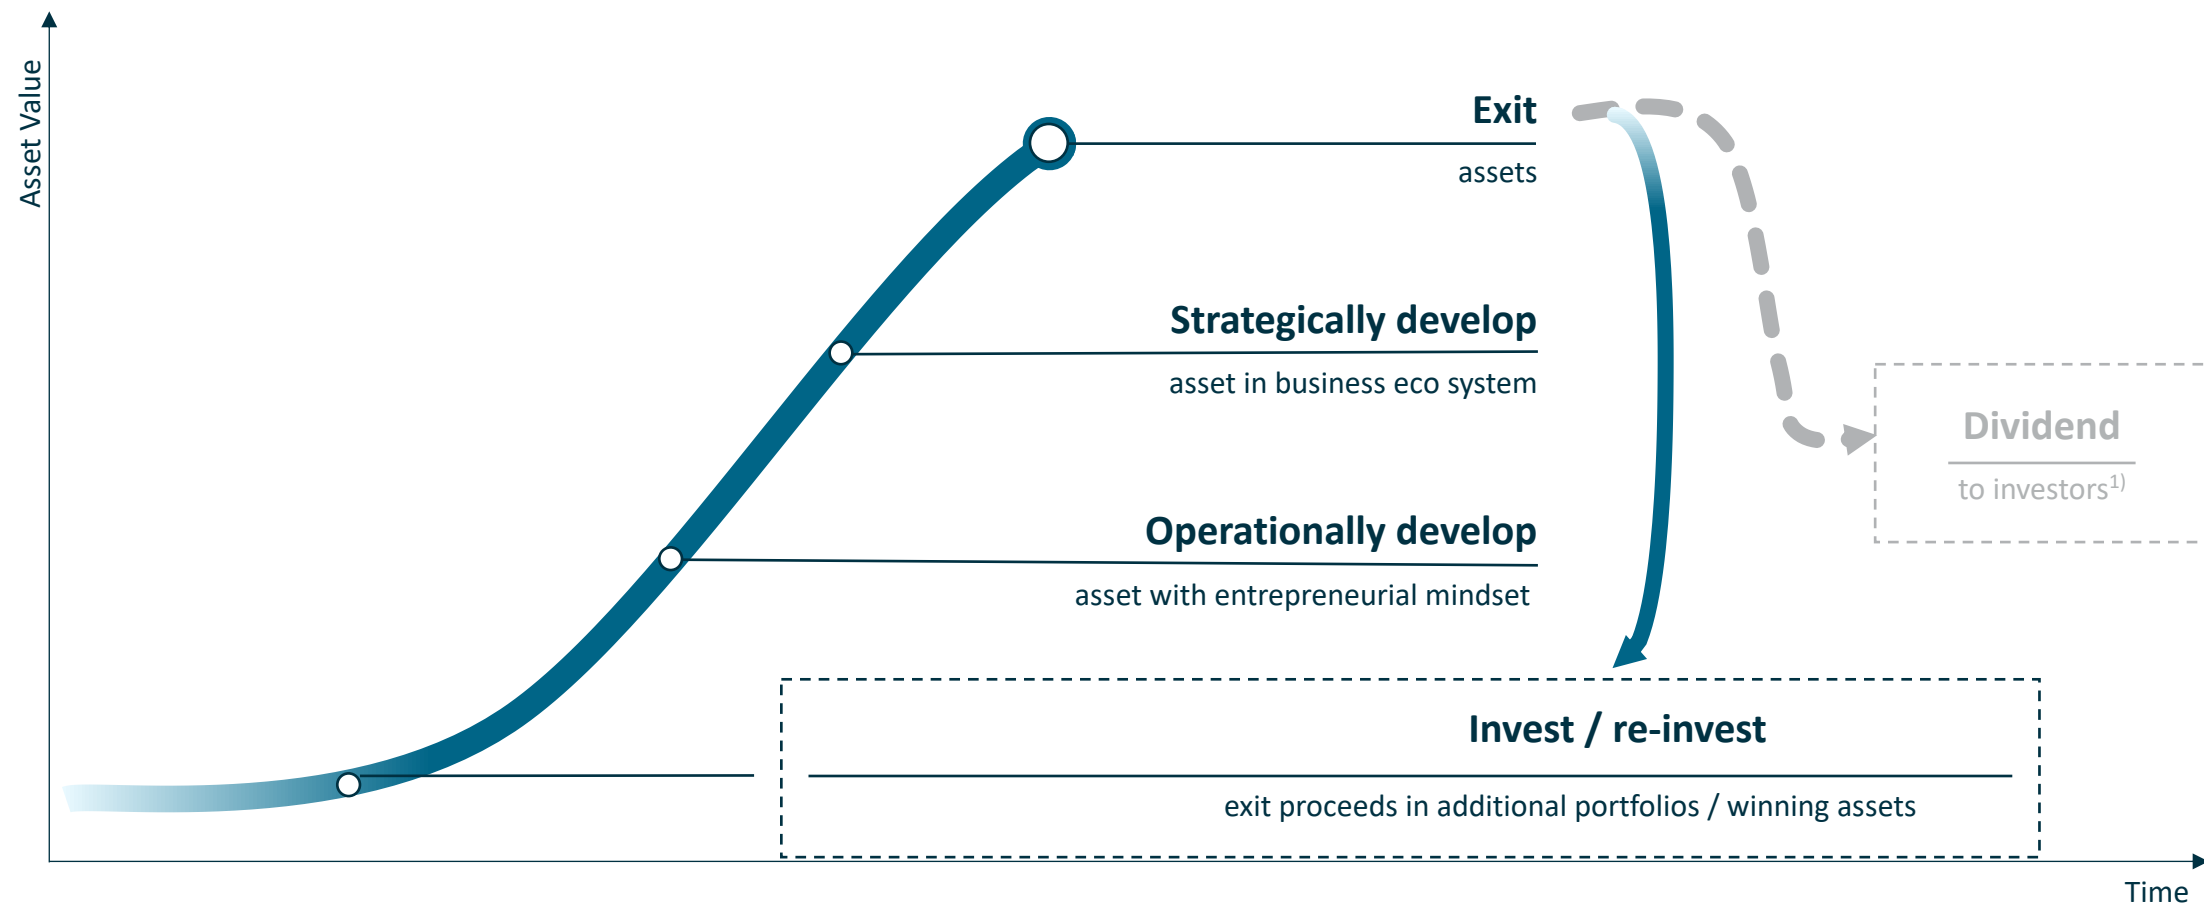 Asset Value
Exit
assets
Strategically develop
asset in business eco system
Dividend
to investors1)
Operationally develop
asset with entrepreneurial mindset
Invest / re-invest
exit proceeds in additional portfolios / winning assets
Time